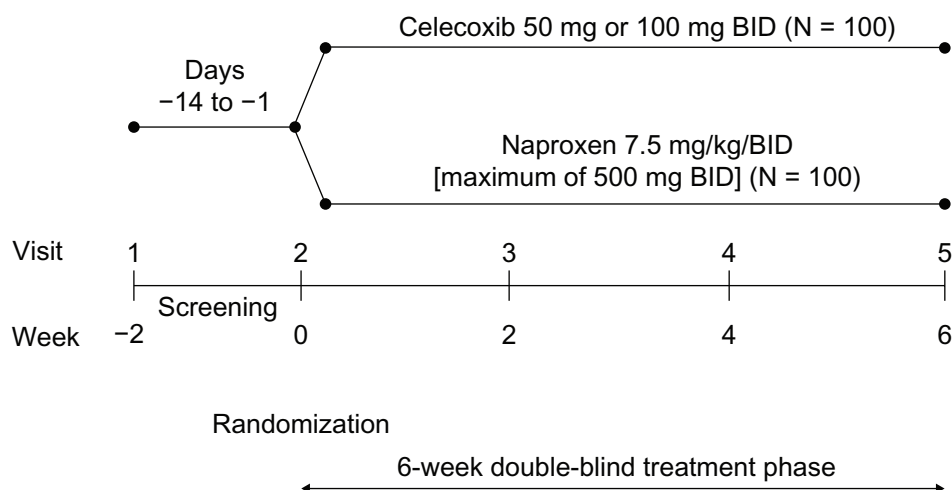 Celecoxib 50 mg or 100 mg BID (N = 100)
Days
−14 to −1
Naproxen 7.5 mg/kg/BID
[maximum of 500 mg BID] (N = 100)
Visit 1 2 3 4 5
Screening
Week −2 0 2 4 6
Randomization
6-week double-blind treatment phase